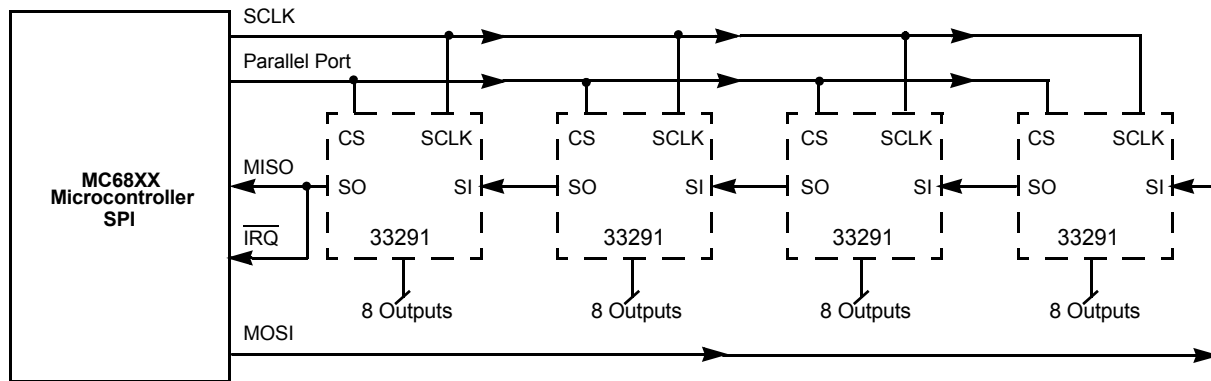 SCLK
Parallel Port
CS SCLK CS SCLK CS SCLK CS SCLK
MISO
SO SI SO SI SO SI SO SI
MC68XX
Microcontroller
SPI
IRQ
33291 33291 33291 33291
8 Outputs 8 Outputs 8 Outputs 8 Outputs
MOSI